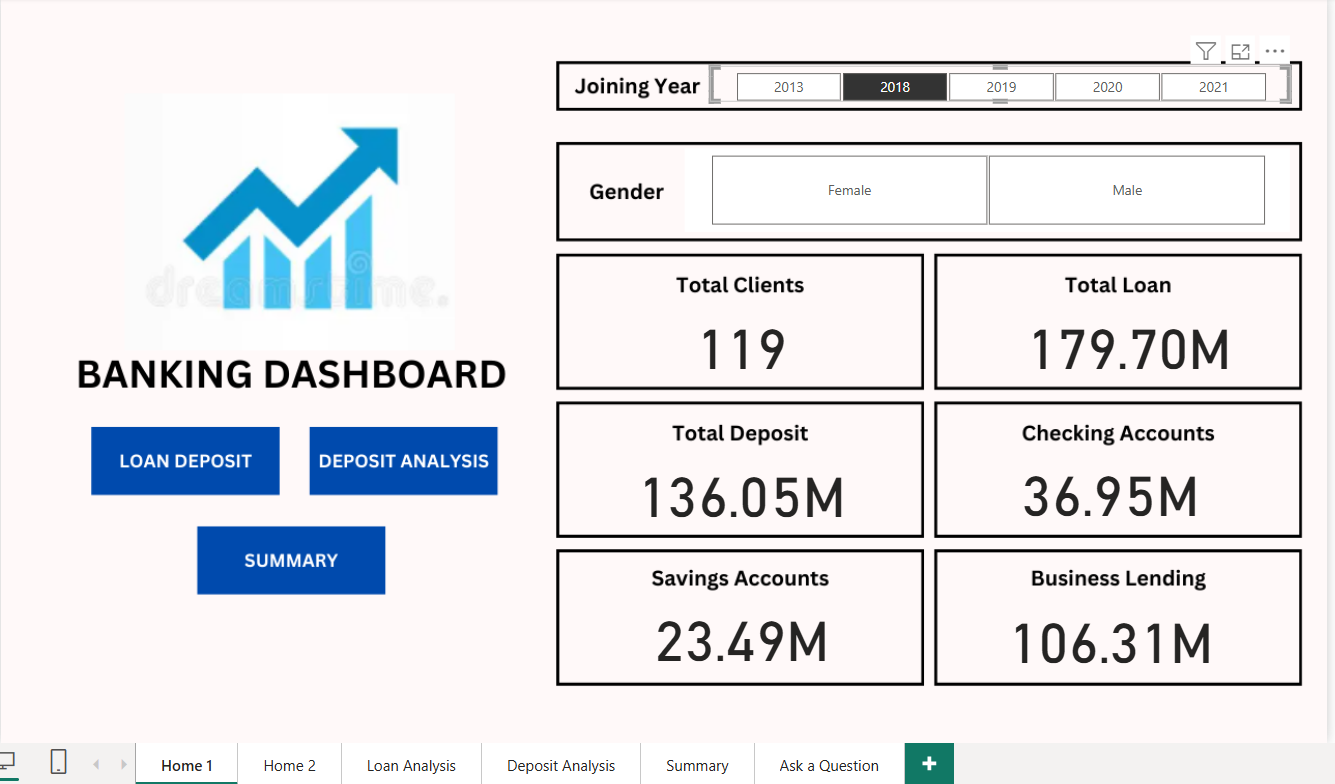 Joining Year
2013
2018
2019
2020
2021
Gender
Female
Male
dreamstime.
BANKING DASHBOARD
LOAN DEPOSIT
DEPOSIT ANALYSIS
SUMMARY
Total Clients
119
Total Loan
179.70M
Total Deposit
136.05M
Checking Accounts
36.95M
Savings Accounts
23.49M
Business Lending
106.31M
Home 1
Home 2
Loan Analysis
Deposit Analysis
Summary
Ask a Question